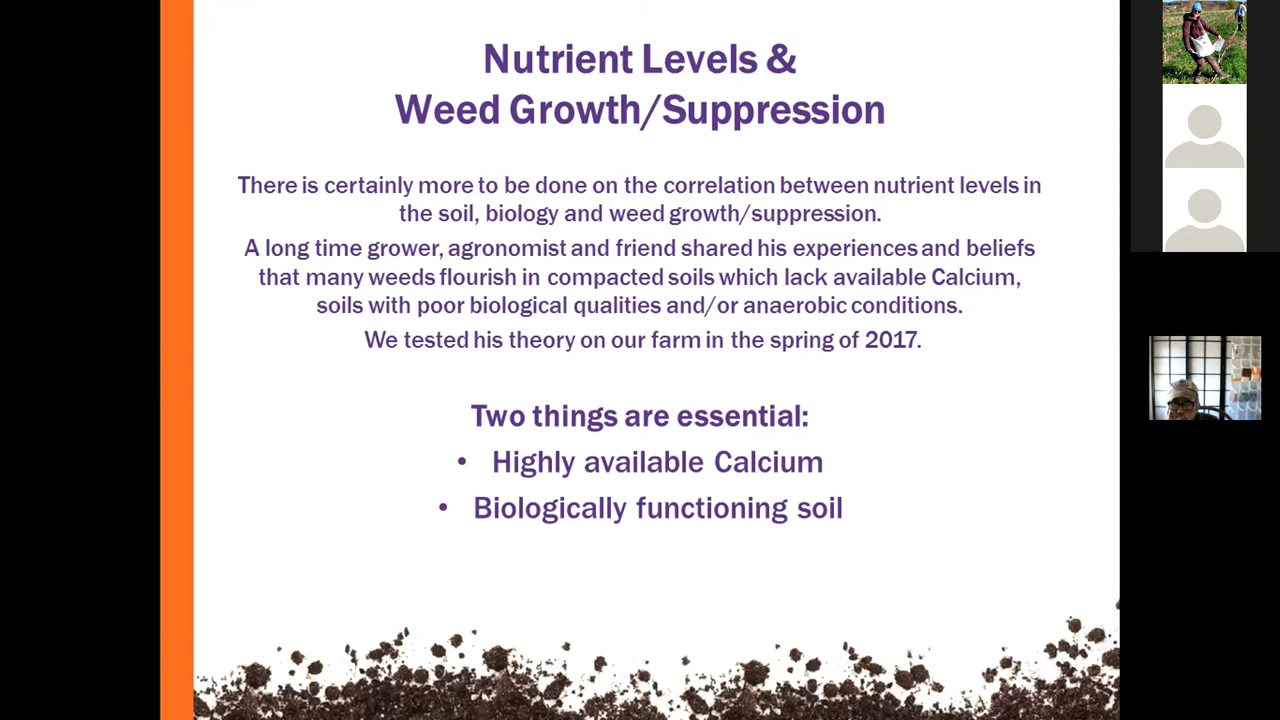 Nutrient Levels &
Weed Growth/Suppression
There is certainly more to be done on the correlation between nutrient levels in
the soil, biology and weed growth/suppression.
A long time grower, agronomist and friend shared his experiences and beliefs
that many weeds flourish in compacted soils which lack available Calcium,
soils with poor biological qualities and/or anaerobic conditions.
We tested his theory on our farm in the spring of 2017.
Two things are essential:
• Highly available Calcium
• Biologically functioning soil